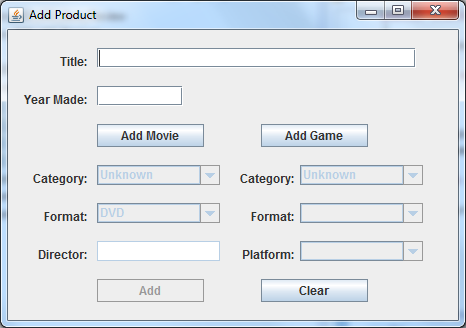 Add Product
Title:
Year Made:
Add Movie Add Game
Category: Unknown Category: Unknown
Format: DVD Format:
Director: Platform:
Add Clear